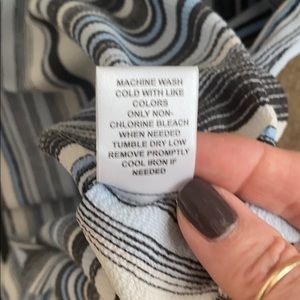 MACHINE WASH
COLD WITH LIKE
COLORS
ONLY NON-
CHLORINE BLEACH
WHEN NEEDED
TUMBLE DRY LOW
REMOVE PROMPTLY
COOL IRON IF
NEEDED